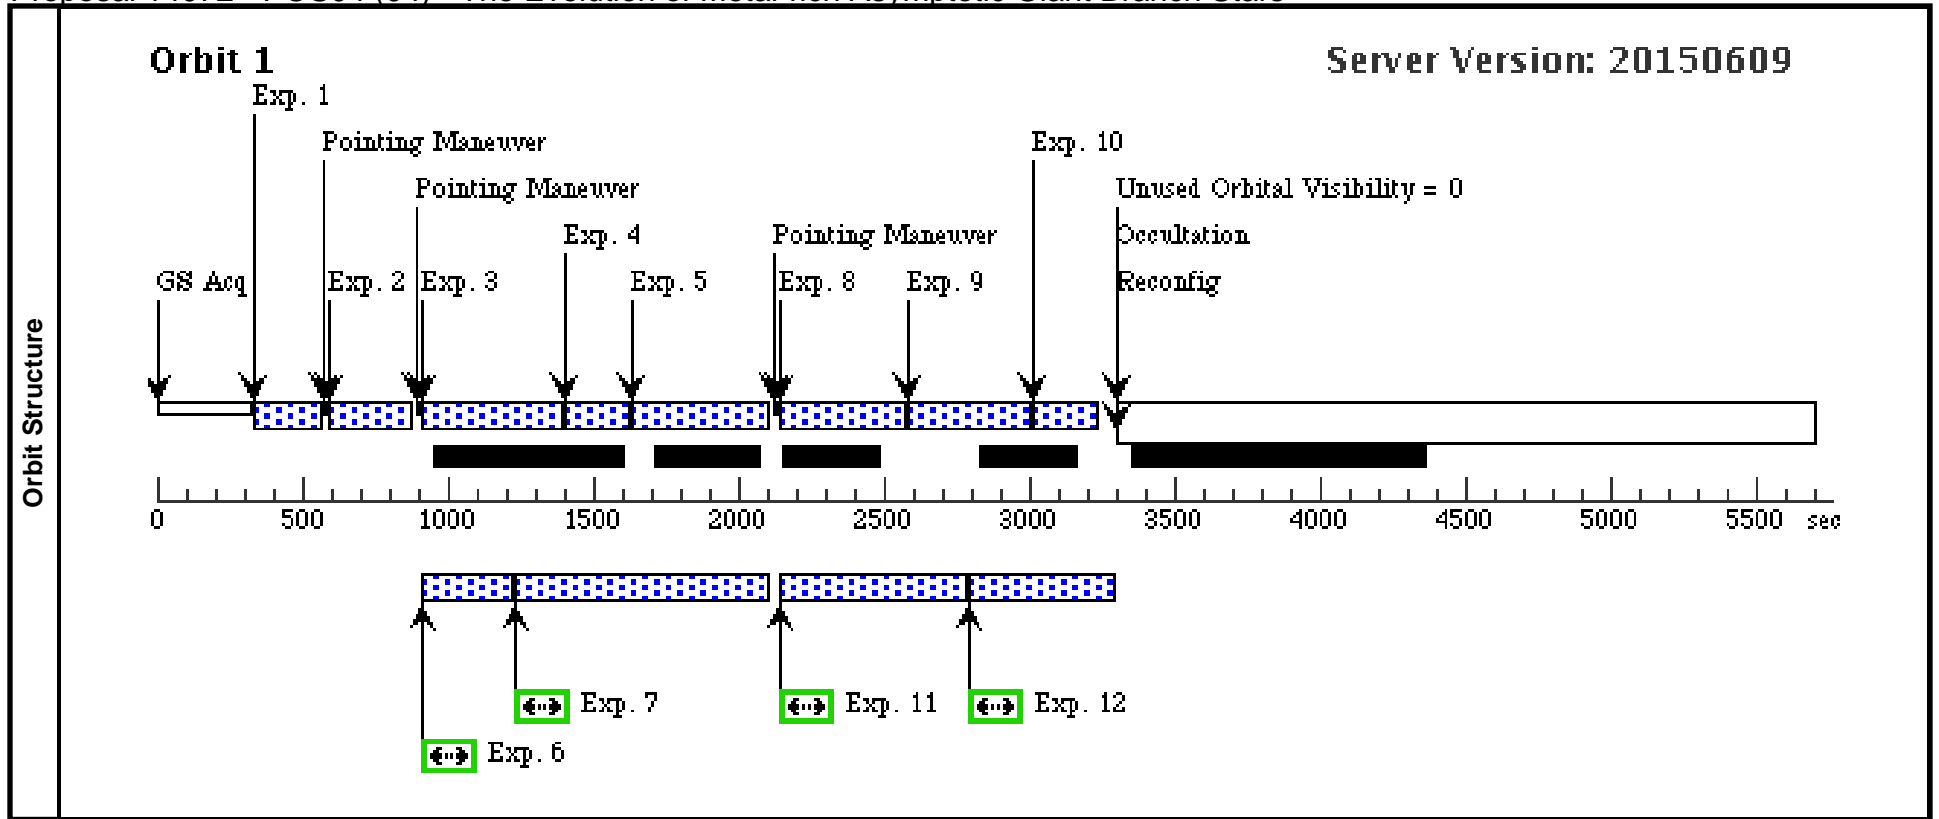 Orbit 1
Server Version: 20150609
Exp. 1
Pointing Maneuver
Exp. 10
Pointing Maneuver
Unused Orbital Visibility = 0
Exp. 4
Pointing Maneuver
Occultation
GS Acq
Exp. 2
Exp. 3
Exp. 5
Exp. 8
Exp. 9
Reconfig
Orbit Structure
0 500 1000 1500 2000 2500 3000 3500 4000 4500 5000 5500 sec
Exp. 7
Exp. 11
Exp. 12
Exp. 6